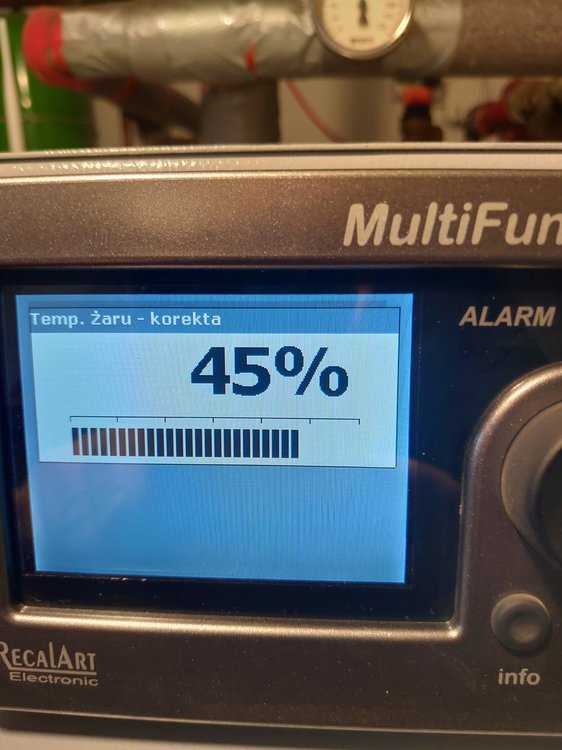 MultiFun
ALARM
Temp. żaru - korekta
45%
RECALART
Electronic
info